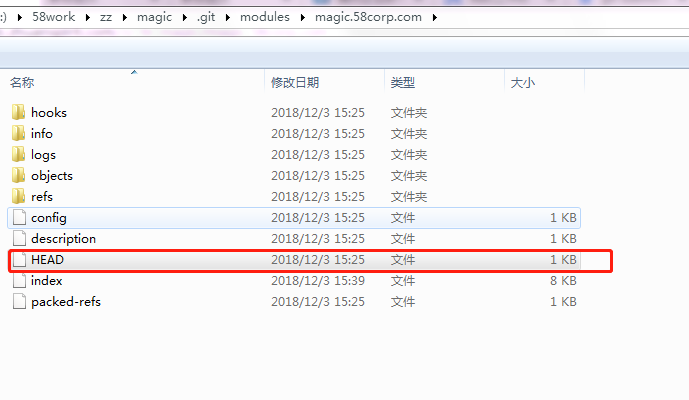 :) ▸ 58work ▸ zz ▸ magic ▸ .git ▸ modules ▸ magic.58corp.com ▸
名称 修改日期 类型 大小
hooks 2018/12/3 15:25 文件夹
info 2018/12/3 15:25 文件夹
logs 2018/12/3 15:25 文件夹
objects 2018/12/3 15:25 文件夹
refs 2018/12/3 15:25 文件夹
config 2018/12/3 15:25 文件 1 KB
description 2018/12/3 15:25 文件 1 KB
HEAD 2018/12/3 15:25 文件 1 KB
index 2018/12/3 15:39 文件 8 KB
packed-refs 2018/12/3 15:25 文件 1 KB